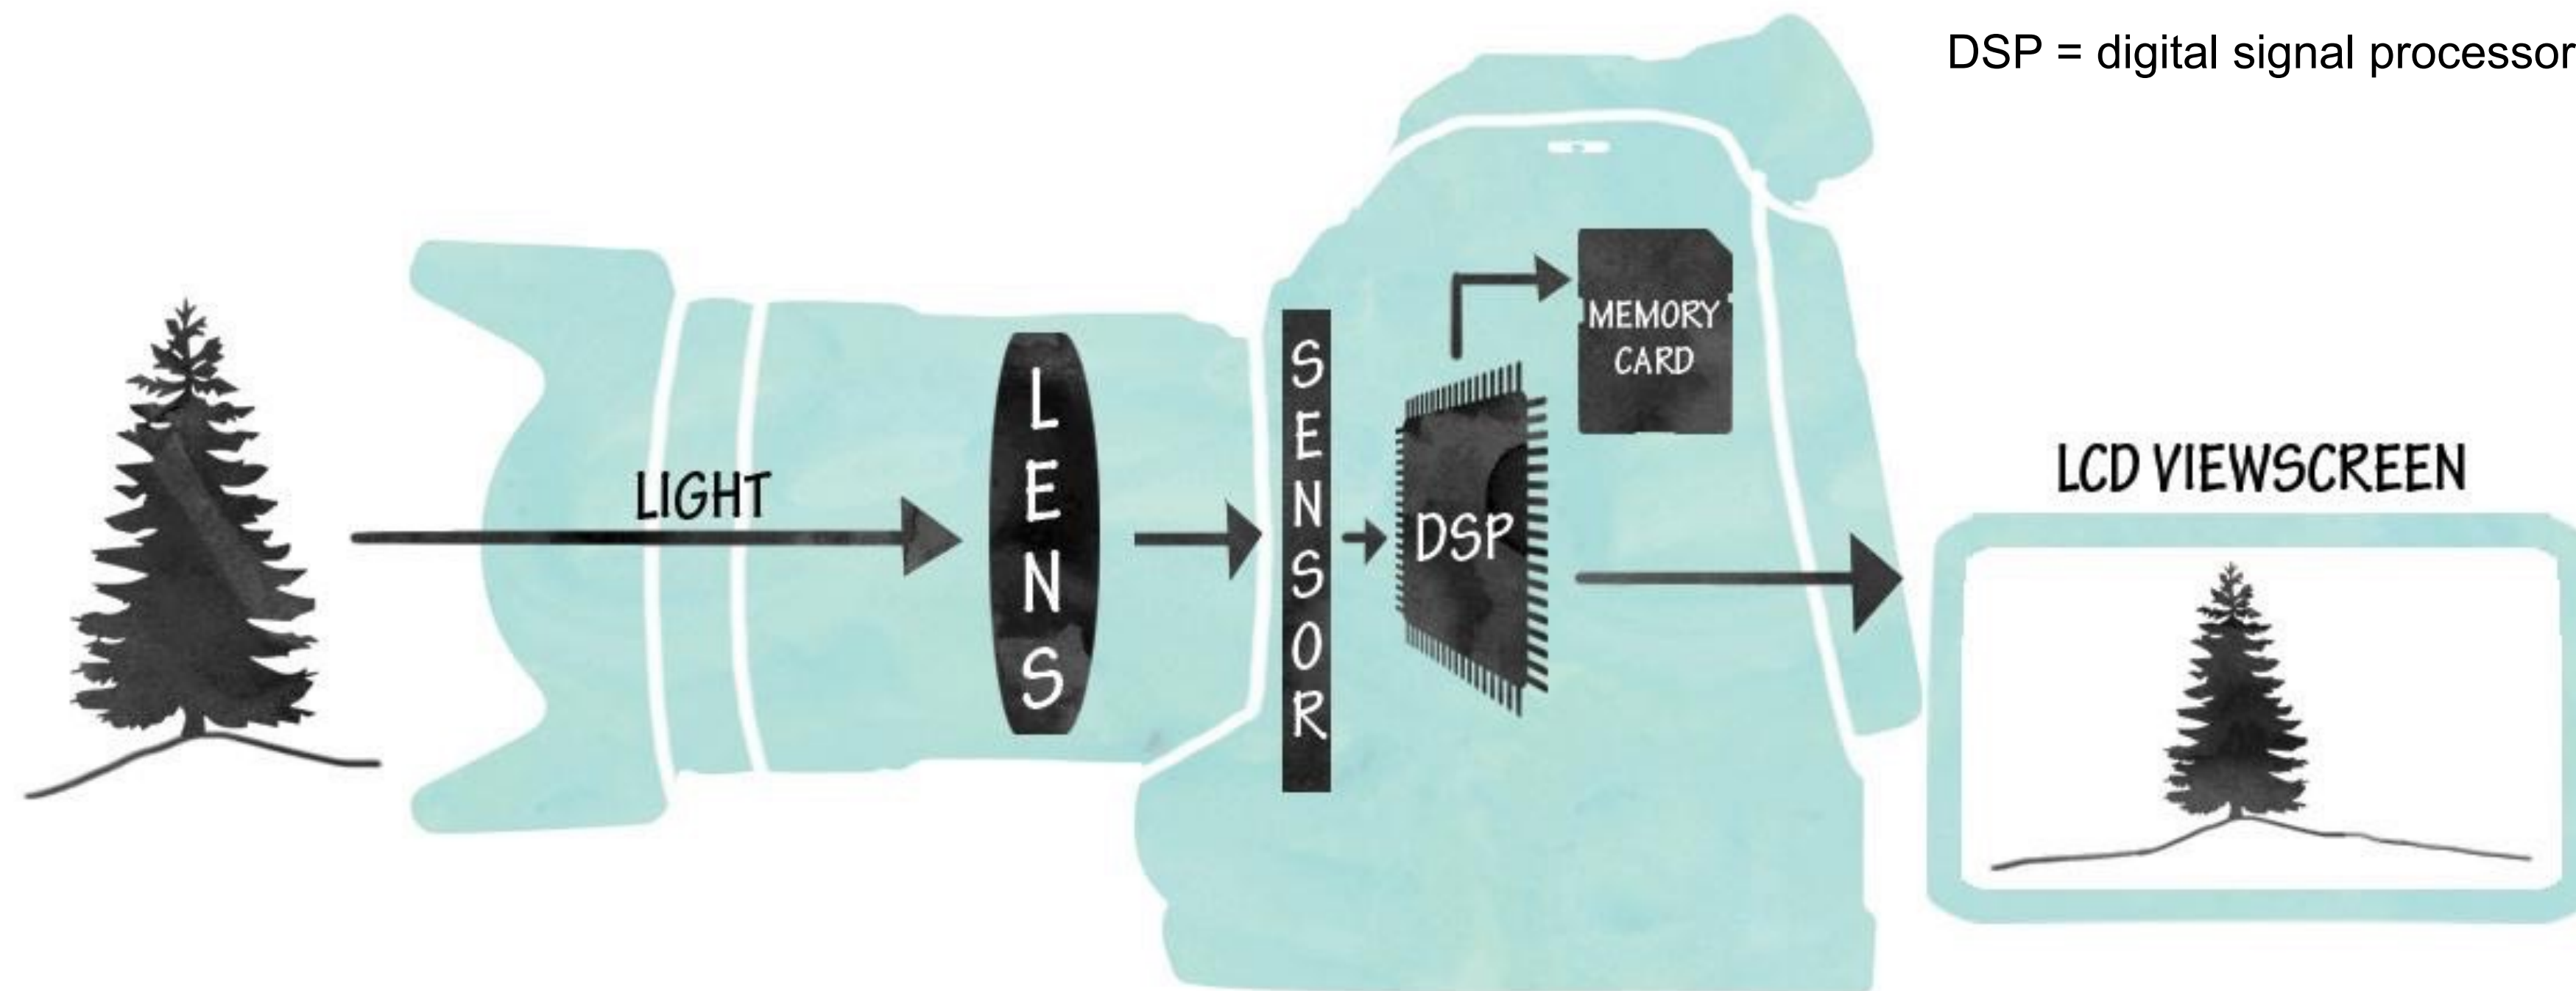 DSP = digital signal processor
LIGHT
LENS
SENSOR
DSP
MEMORY
CARD
LCD VIEWSCREEN